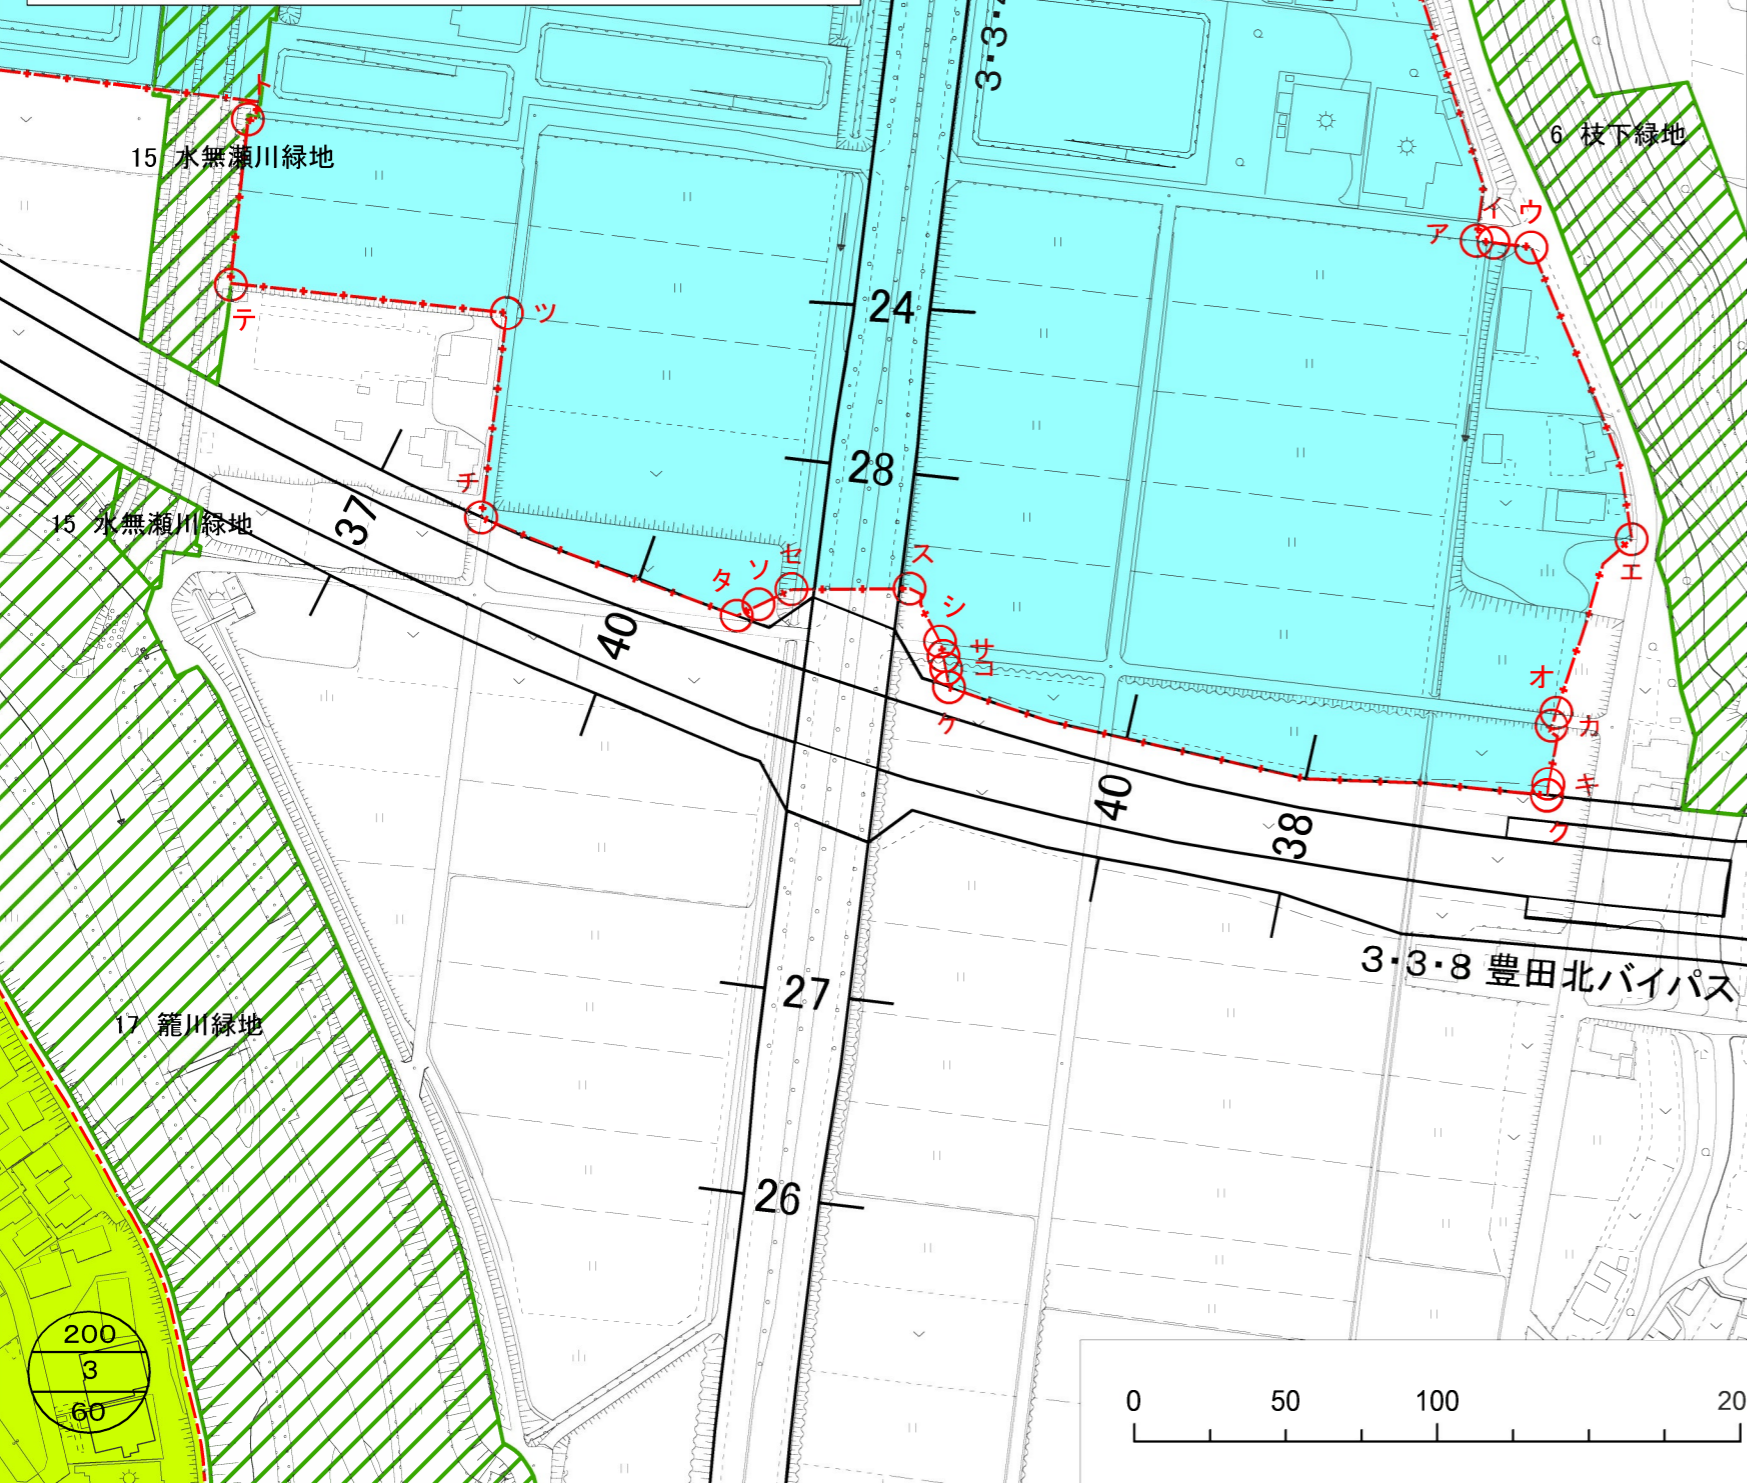 3・3・
ト
15 水無瀬川緑地
6 枝下緑地
ア
イ
ウ
テ
ツ
24
28
チ
37
15 水無瀬川緑地
タ
ソ
セ
ス
シ
サ
コ
ケ
エ
オ
カ
キ
ク
40
40
38
3・3・8 豊田北バイパス
27
17 籠川緑地
26
200
3
60
0 50 100 20